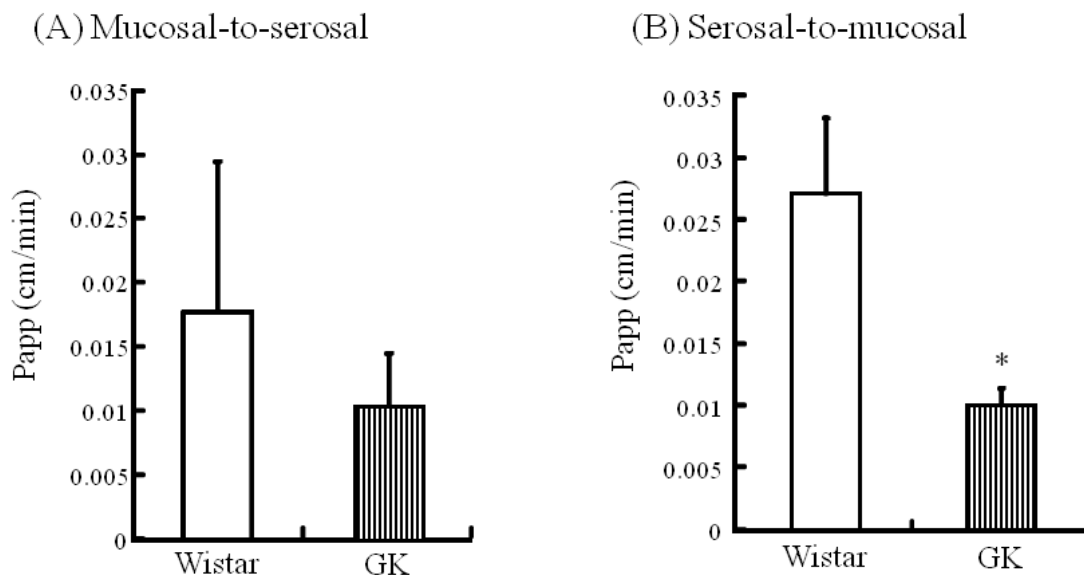 (A) Mucosal-to-serosal
Papp (cm/min)
0.035
0.03
0.025
0.02
0.015
0.01
0.005
0
Wistar
GK
(B) Serosal-to-mucosal
Papp (cm/min)
0.035
0.03
0.025
0.02
0.015
0.01
0.005
0
*
Wistar
GK